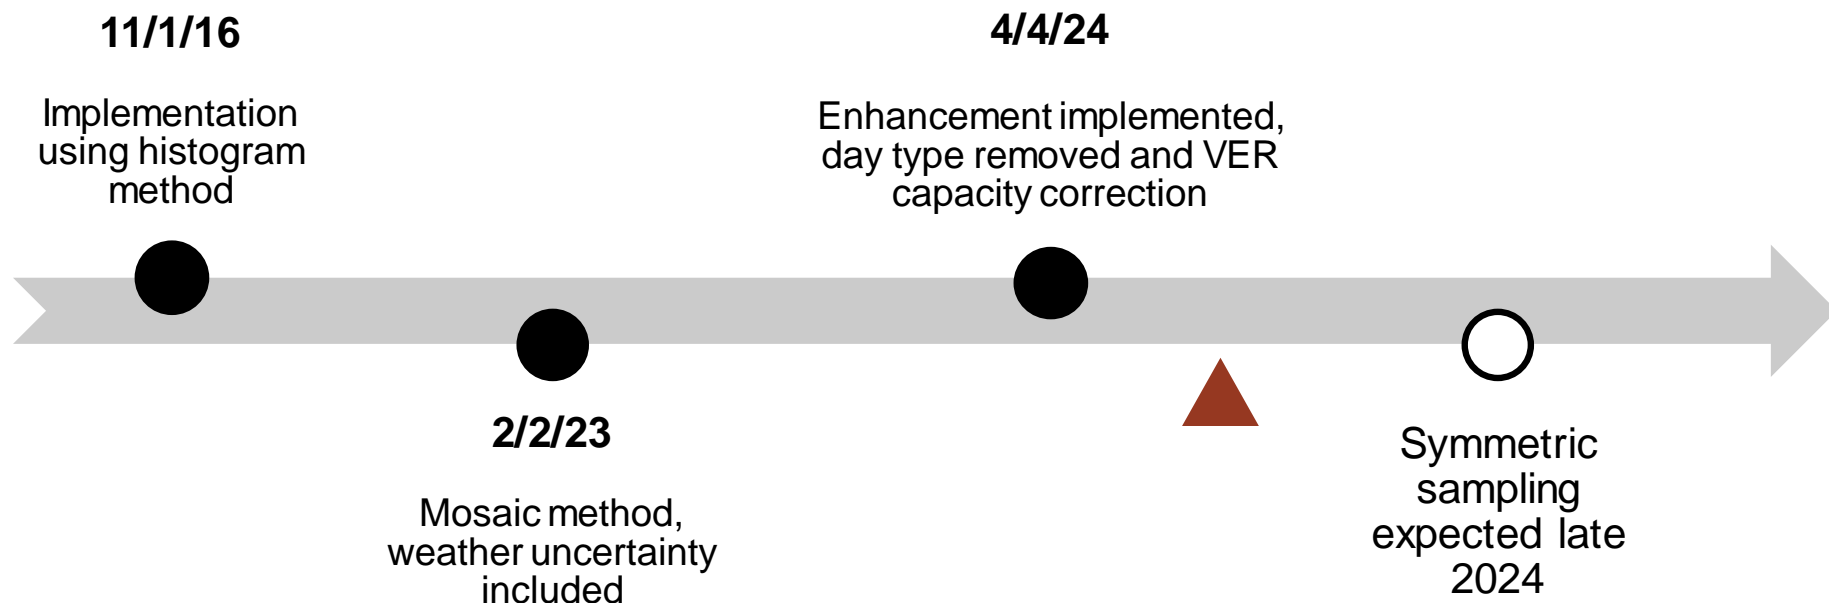 11/1/16
Implementation
using histogram
method
2/2/23
Mosaic method,
weather uncertainty
included
4/4/24
Enhancement implemented,
day type removed and VER
capacity correction
Symmetric
sampling
expected late
2024